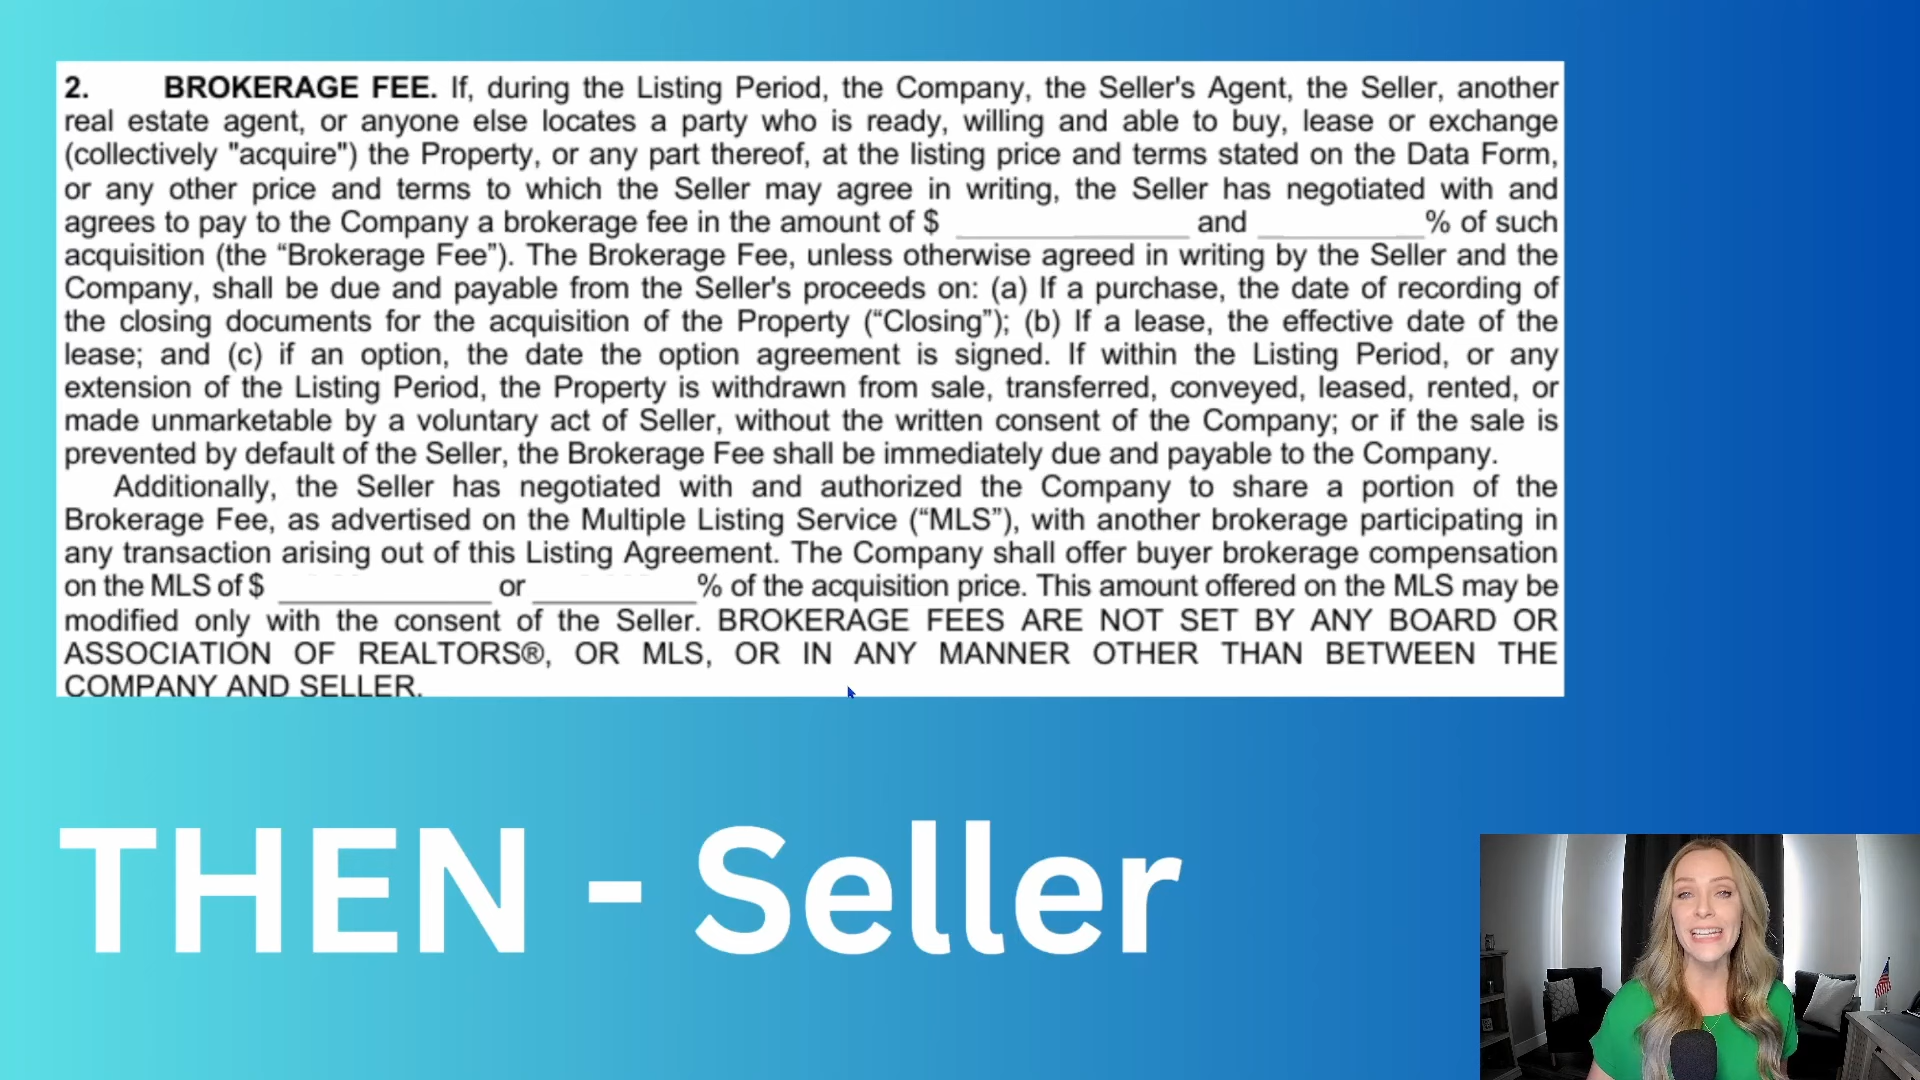 2. BROKERAGE FEE. If, during the Listing Period, the Company, the Seller's Agent, the Seller, another
real estate agent, or anyone else locates a party who is ready, willing and able to buy, lease or exchange
(collectively "acquire") the Property, or any part thereof, at the listing price and terms stated on the Data Form,
or any other price and terms to which the Seller may agree in writing, the Seller has negotiated with and
agrees to pay to the Company a brokerage fee in the amount of $ ______________ and __________% of such
acquisition (the “Brokerage Fee”). The Brokerage Fee, unless otherwise agreed in writing by the Seller and the
Company, shall be due and payable from the Seller's proceeds on: (a) If a purchase, the date of recording of
the closing documents for the acquisition of the Property (“Closing”); (b) If a lease, the effective date of the
lease; and (c) if an option, the date the option agreement is signed. If within the Listing Period, or any
extension of the Listing Period, the Property is withdrawn from sale, transferred, conveyed, leased, rented, or
made unmarketable by a voluntary act of Seller, without the written consent of the Company; or if the sale is
prevented by default of the Seller, the Brokerage Fee shall be immediately due and payable to the Company.
Additionally, the Seller has negotiated with and authorized the Company to share a portion of the
Brokerage Fee, as advertised on the Multiple Listing Service (“MLS”), with another brokerage participating in
any transaction arising out of this Listing Agreement. The Company shall offer buyer brokerage compensation
on the MLS of $ _____________ or __________% of the acquisition price. This amount offered on the MLS may be
modified only with the consent of the Seller. BROKERAGE FEES ARE NOT SET BY ANY BOARD OR
ASSOCIATION OF REALTORS®, OR MLS, OR IN ANY MANNER OTHER THAN BETWEEN THE
COMPANY AND SELLER.
THEN - Seller